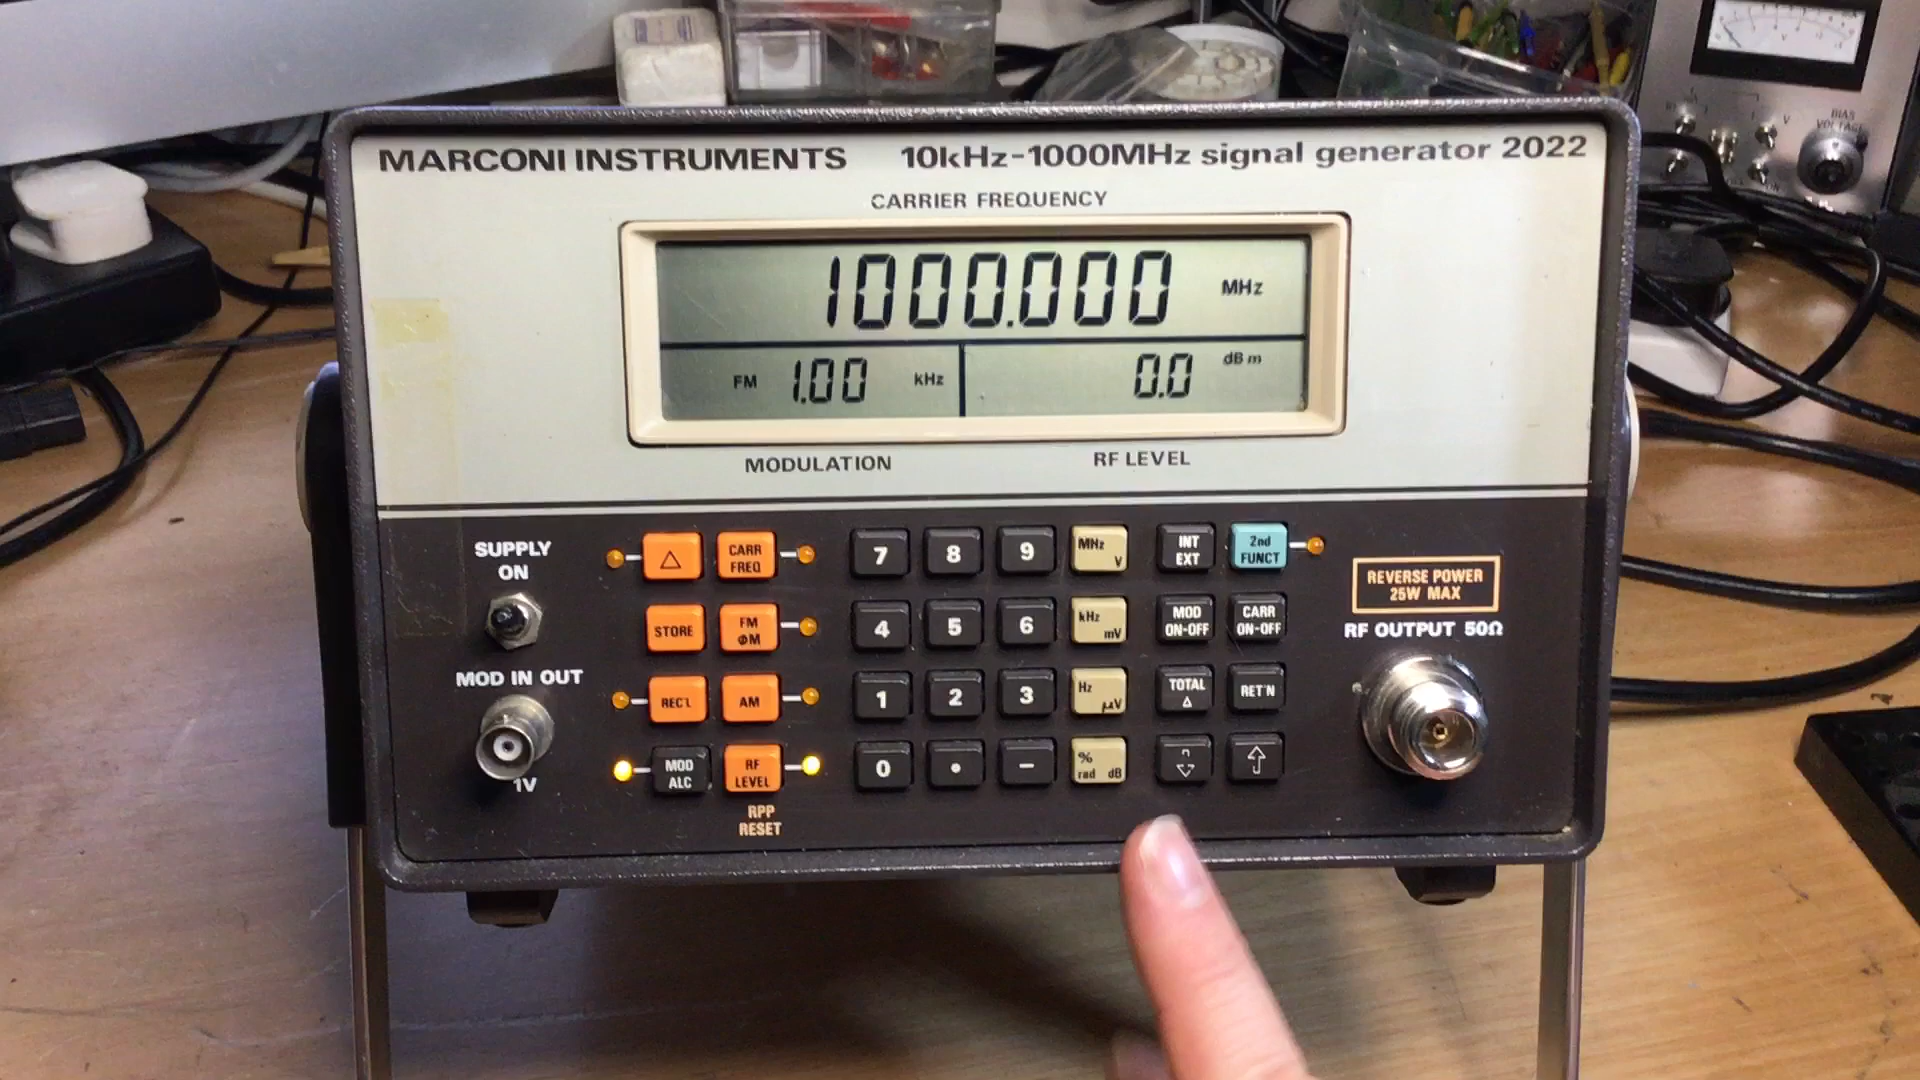 MARCONI INSTRUMENTS 10kHz-1000MHz signal generator 2022
CARRIER FREQUENCY
1000.000 MHz
FM 1.00 kHz 0.0 dBm
MODULATION RF LEVEL
SUPPLY
ON
MOD IN OUT
1V
△ CARR
FREQ
STORE FM
ΦM
RECL AM
MOD
ALC RF
LEVEL
RPP
RESET
7 8 9 MHz
V
4 5 6 kHz
mV
1 2 3 Hz
μV
0 • − %
rad dB
INT
EXT 2nd
FUNCT
MOD
ON-OFF CARR
ON-OFF
TOTAL
△ RET'N
⇩ ⇧
REVERSE POWER
25W MAX
RF OUTPUT 50Ω
BIAS
VOLTAGE